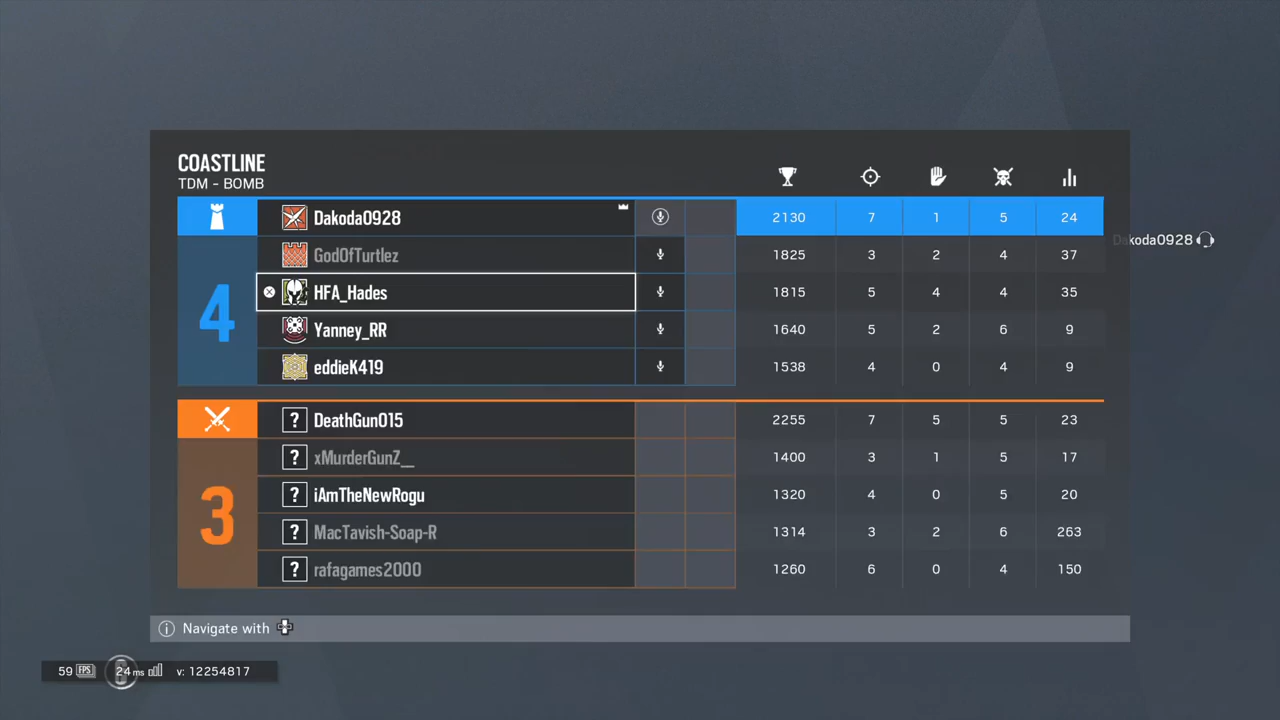 COASTLINE
TDM - BOMB
Dakoda0928 2130 7 1 5 24
Dakoda0928
GodOfTurtlez 1825 3 2 4 37
4
HFA_Hades 1815 5 4 4 35
Yanney_RR 1640 5 2 6 9
eddieK419 1538 4 0 4 9
? DeathGun015 2255 7 5 5 23
? xMurderGunZ__ 1400 3 1 5 17
3
? iAmTheNewRogu 1320 4 0 5 20
? MacTavish-Soap-R 1314 3 2 6 263
? rafagames2000 1260 6 0 4 150
Navigate with
59 FPS 24 ms v: 12254817